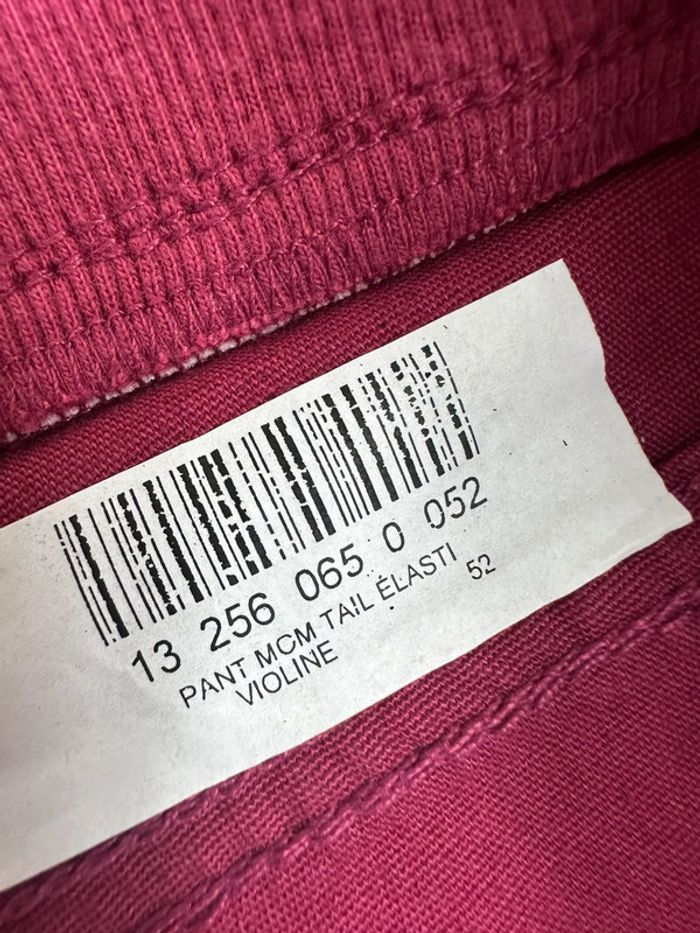 13 256 065 0 052
PANT MCM TAIL ÉLASTI 52
VIOLINE